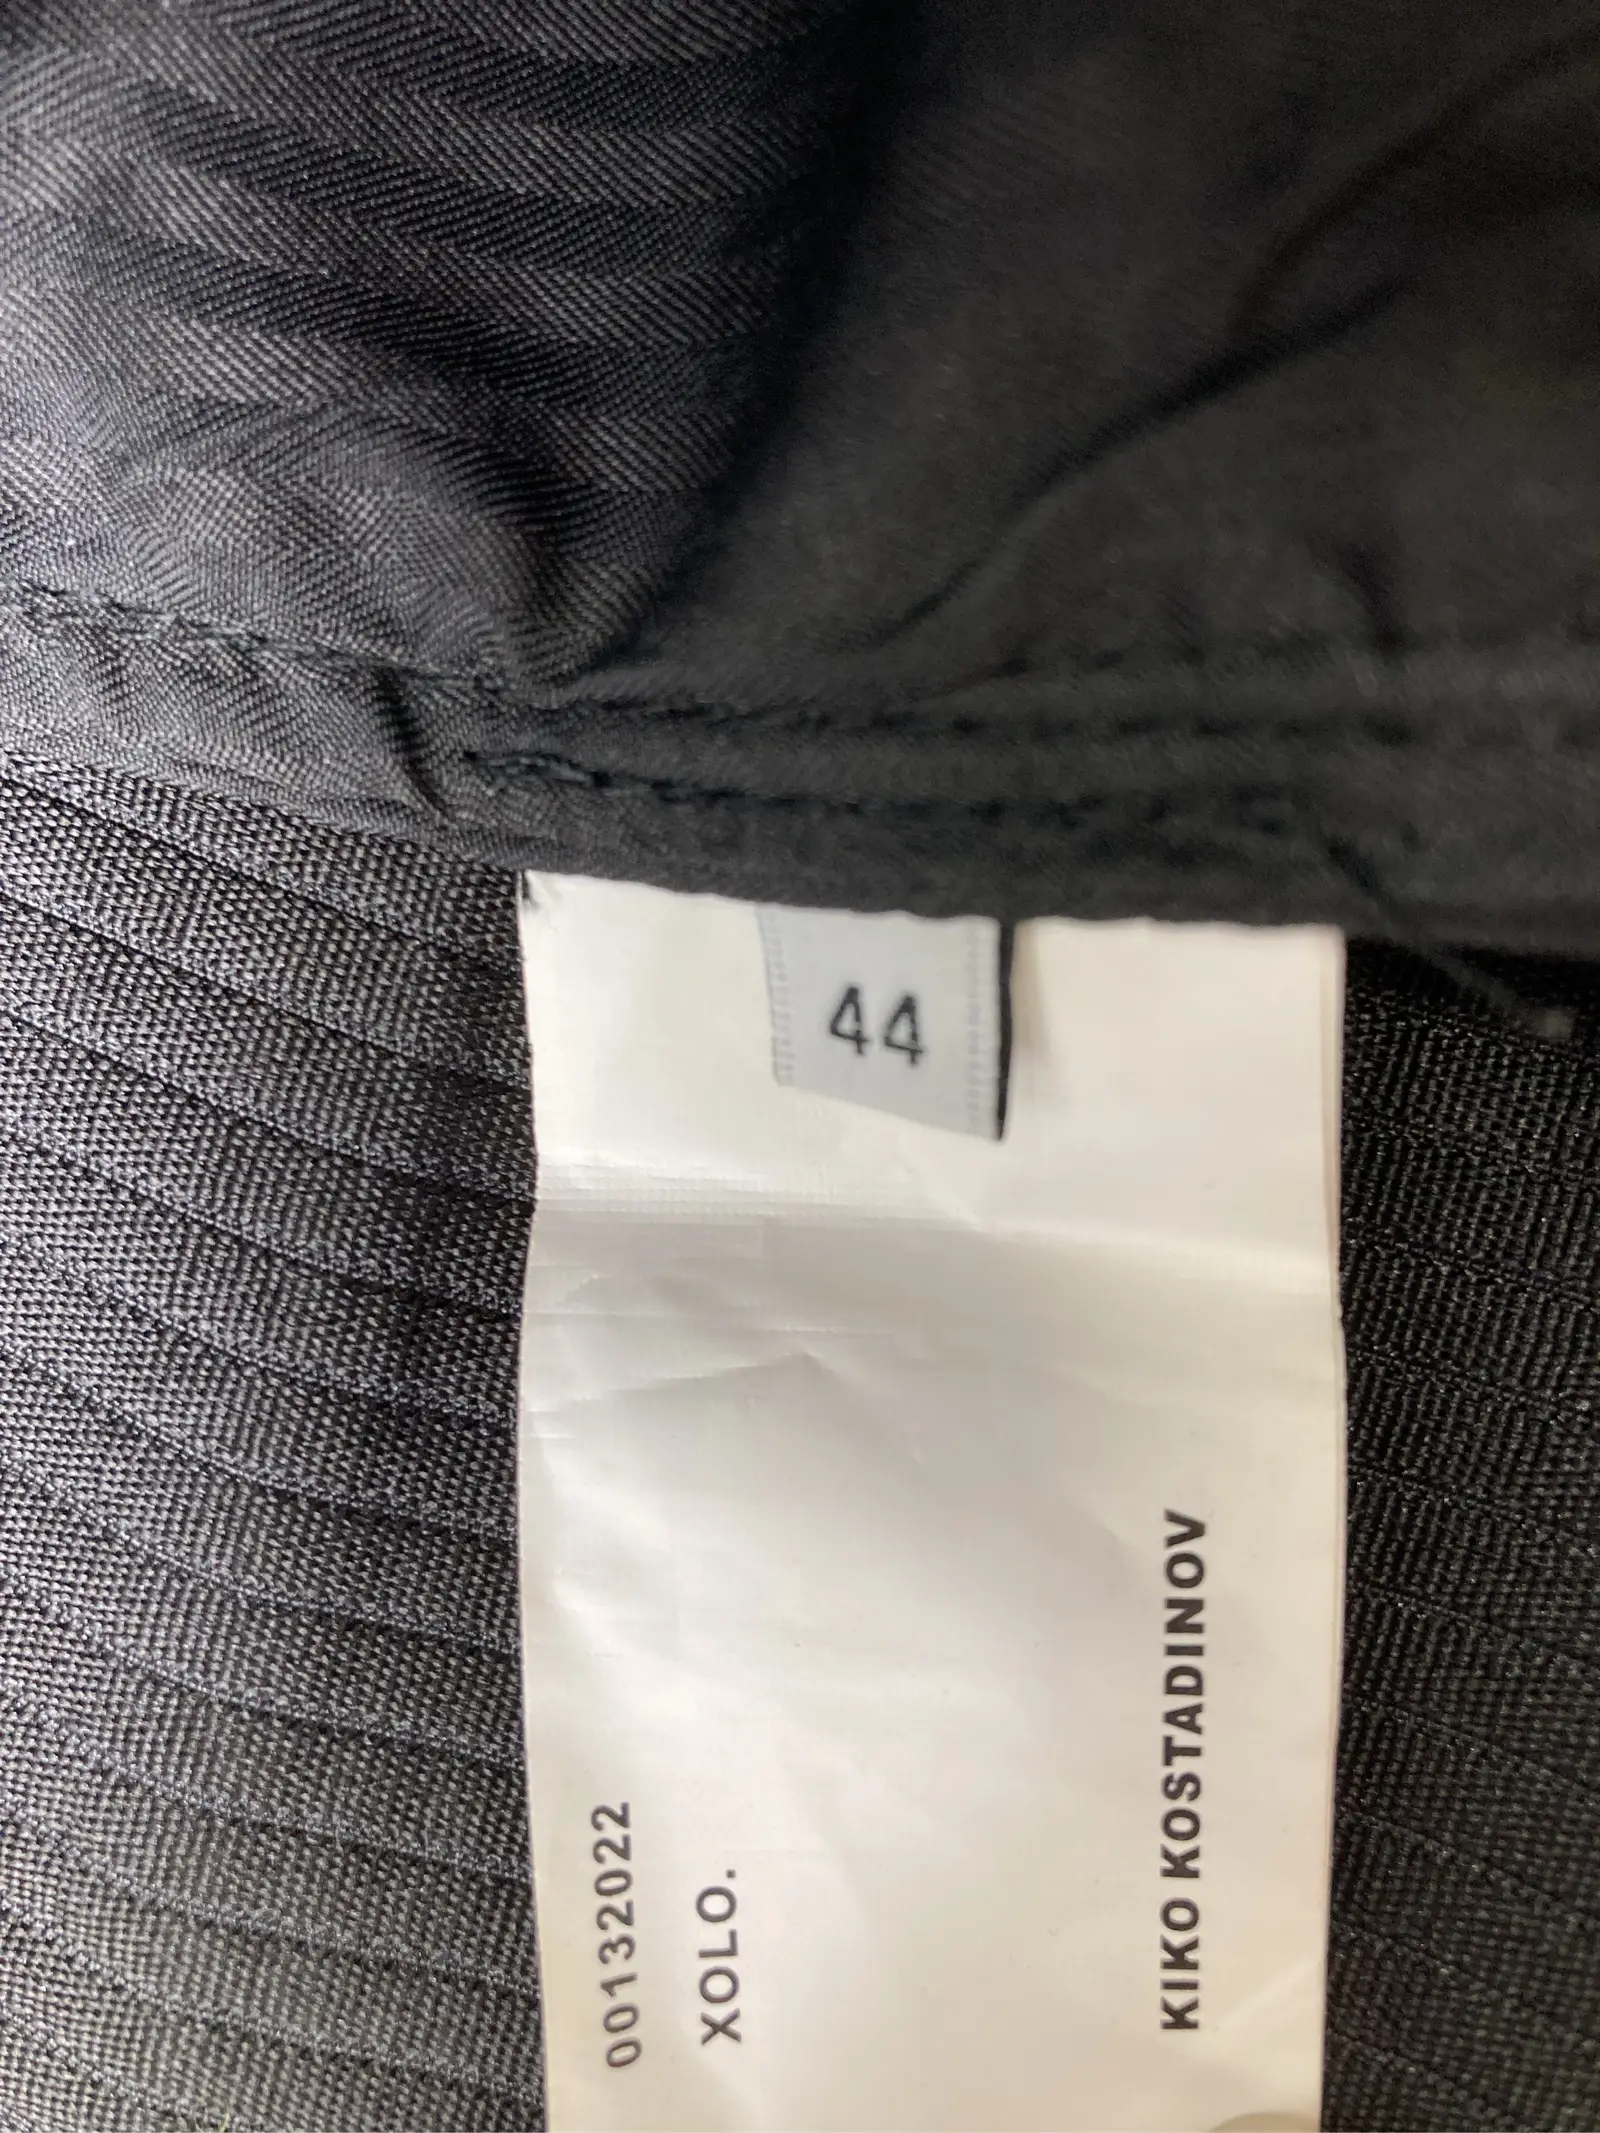 44
00132022
XOLO.
KIKO KOSTADINOV